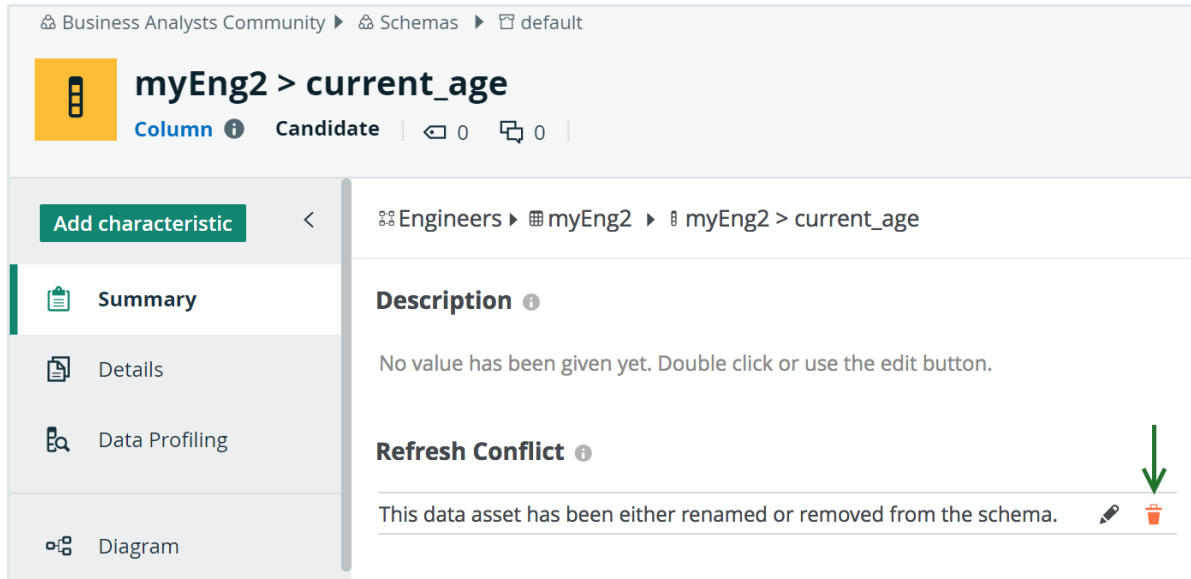 Business Analysts Community Schemas default
myEng2 > current_age
Column Candidate 0 0
Add characteristic
Engineers myEng2 myEng2 > current_age
Summary
Details
Data Profiling
Diagram
Description
No value has been given yet. Double click or use the edit button.
Refresh Conflict
This data asset has been either renamed or removed from the schema.